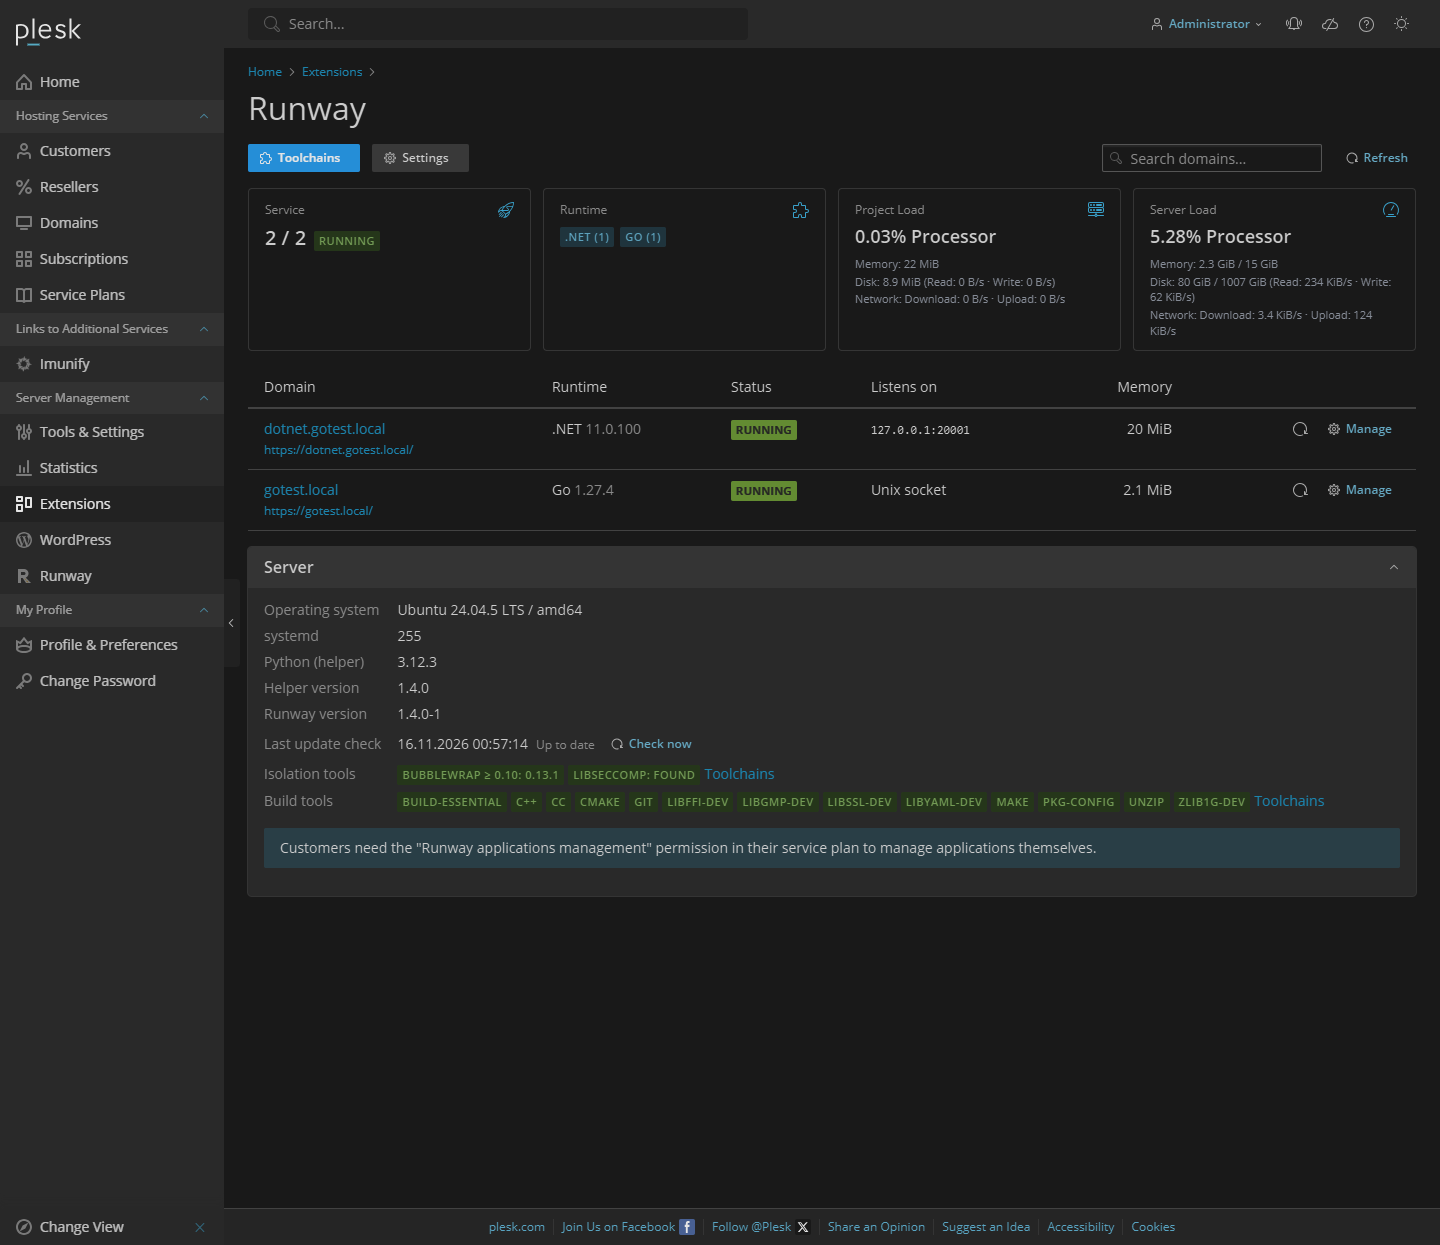 plesk
Search...
Administrator
Home
Hosting Services
Customers
Resellers
Domains
Subscriptions
Service Plans
Links to Additional Services
Imunify
Server Management
Tools & Settings
Statistics
Extensions
WordPress
Runway
My Profile
Profile & Preferences
Change Password
Change View
Home > Extensions >
Runway
Toolchains
Settings
Search domains...
Refresh
Service
2 / 2 RUNNING
Runtime
.NET (1) GO (1)
Project Load
0.03% Processor
Memory: 22 MiB
Disk: 8.9 MiB (Read: 0 B/s · Write: 0 B/s)
Network: Download: 0 B/s · Upload: 0 B/s
Server Load
5.28% Processor
Memory: 2.3 GiB / 15 GiB
Disk: 80 GiB / 1007 GiB (Read: 234 KiB/s · Write:
62 KiB/s)
Network: Download: 3.4 KiB/s · Upload: 124
KiB/s
Domain Runtime Status Listens on Memory
dotnet.gotest.local .NET 11.0.100 RUNNING 127.0.0.1:20001 20 MiB Manage
https://dotnet.gotest.local/
gotest.local Go 1.27.4 RUNNING Unix socket 2.1 MiB Manage
https://gotest.local/
Server
Operating system Ubuntu 24.04.5 LTS / amd64
systemd 255
Python (helper) 3.12.3
Helper version 1.4.0
Runway version 1.4.0-1
Last update check 16.11.2026 00:57:14 Up to date Check now
Isolation tools BUBBLEWRAP ≥ 0.10: 0.13.1 LIBSECCOMP: FOUND Toolchains
Build tools BUILD-ESSENTIAL C++ CC CMAKE GIT LIBFFI-DEV LIBGMP-DEV LIBSSL-DEV LIBYAML-DEV MAKE PKG-CONFIG UNZIP ZLIB1G-DEV Toolchains
Customers need the "Runway applications management" permission in their service plan to manage applications themselves.
plesk.com Join Us on Facebook Follow @Plesk X Share an Opinion Suggest an Idea Accessibility Cookies